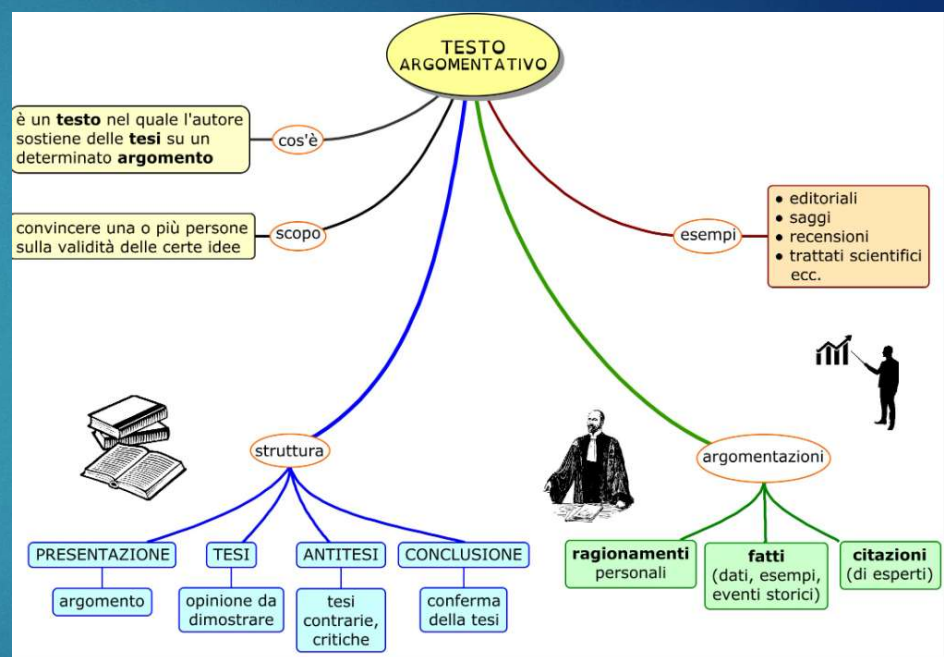 TESTO
ARGOMENTATIVO
è un testo nel quale l'autore
sostiene delle tesi su un
determinato argomento
cos'è
convincere una o più persone
sulla validità delle certe idee
scopo
esempi
• editoriali
• saggi
• recensioni
• trattati scientifici
ecc.
struttura
PRESENTAZIONE
argomento
TESI
opinione da
dimostrare
ANTITESI
tesi
contrarie,
critiche
CONCLUSIONE
conferma
della tesi
argomentazioni
ragionamenti
personali
fatti
(dati, esempi,
eventi storici)
citazioni
(di esperti)